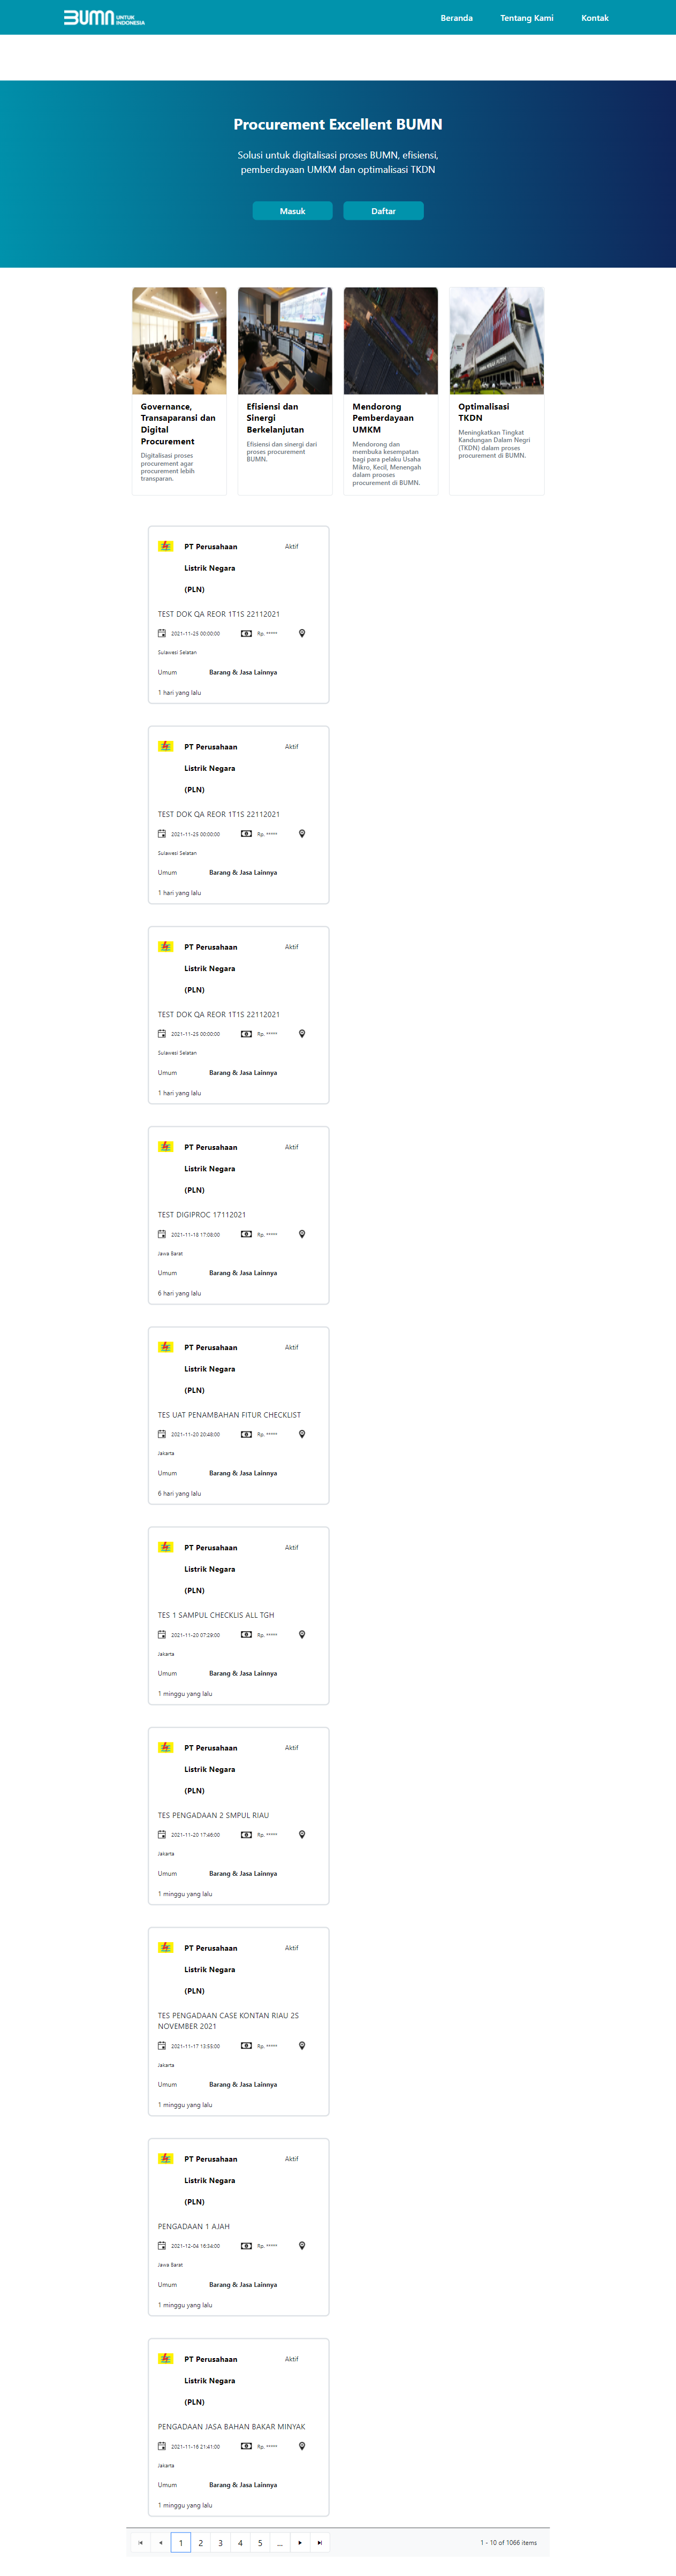 BUMN UNTUK INDONESIA
Beranda Tentang Kami Kontak
Procurement Excellent BUMN
Solusi untuk digitalisasi proses BUMN, efisiensi,
pemberdayaan UMKM dan optimalisasi TKDN
Masuk Daftar
Governance,
Transaparansi dan
Digital
Procurement
Digitalisasi proses
procurement agar
procurement lebih
transparan.
Efisiensi dan
Sinergi
Berkelanjutan
Efisiensi dan sinergi dari
proses procurement
BUMN.
Mendorong
Pemberdayaan
UMKM
Mendorong dan
membuka kesempatan
bagi para pelaku Usaha
Mikro, Kecil, Menengah
dalam prooses
procurement di BUMN.
Optimalisasi
TKDN
Meningkatkan Tingkat
Kandungan Dalam Negri
(TKDN) dalam proses
procurement di BUMN.
PT Perusahaan Aktif
Listrik Negara
(PLN)
TEST DOK QA REOR 1T1S 22112021
2021-11-25 00:00:00 Rp. *****
Sulawesi Selatan
Umum Barang & Jasa Lainnya
1 hari yang lalu
PT Perusahaan Aktif
Listrik Negara
(PLN)
TEST DOK QA REOR 1T1S 22112021
2021-11-25 00:00:00 Rp. *****
Sulawesi Selatan
Umum Barang & Jasa Lainnya
1 hari yang lalu
PT Perusahaan Aktif
Listrik Negara
(PLN)
TEST DOK QA REOR 1T1S 22112021
2021-11-25 00:00:00 Rp. *****
Sulawesi Selatan
Umum Barang & Jasa Lainnya
1 hari yang lalu
PT Perusahaan Aktif
Listrik Negara
(PLN)
TEST DIGIPROC 17112021
2021-11-18 17:08:00 Rp. *****
Jawa Barat
Umum Barang & Jasa Lainnya
6 hari yang lalu
PT Perusahaan Aktif
Listrik Negara
(PLN)
TES UAT PENAMBAHAN FITUR CHECKLIST
2021-11-20 20:48:00 Rp. *****
Jakarta
Umum Barang & Jasa Lainnya
6 hari yang lalu
PT Perusahaan Aktif
Listrik Negara
(PLN)
TES 1 SAMPUL CHECKLIS ALL TGH
2021-11-20 07:29:00 Rp. *****
Jakarta
Umum Barang & Jasa Lainnya
1 minggu yang lalu
PT Perusahaan Aktif
Listrik Negara
(PLN)
TES PENGADAAN 2 SMPUL RIAU
2021-11-20 17:46:00 Rp. *****
Jakarta
Umum Barang & Jasa Lainnya
1 minggu yang lalu
PT Perusahaan Aktif
Listrik Negara
(PLN)
TES PENGADAAN CASE KONTAN RIAU 2S
NOVEMBER 2021
2021-11-17 13:55:00 Rp. *****
Jakarta
Umum Barang & Jasa Lainnya
1 minggu yang lalu
PT Perusahaan Aktif
Listrik Negara
(PLN)
PENGADAAN 1 AJAH
2021-12-04 16:34:00 Rp. *****
Jawa Barat
Umum Barang & Jasa Lainnya
1 minggu yang lalu
PT Perusahaan Aktif
Listrik Negara
(PLN)
PENGADAAN JASA BAHAN BAKAR MINYAK
2021-11-16 21:41:00 Rp. *****
Jakarta
Umum Barang & Jasa Lainnya
1 minggu yang lalu
1 2 3 4 5 ... 1 - 10 of 1066 items